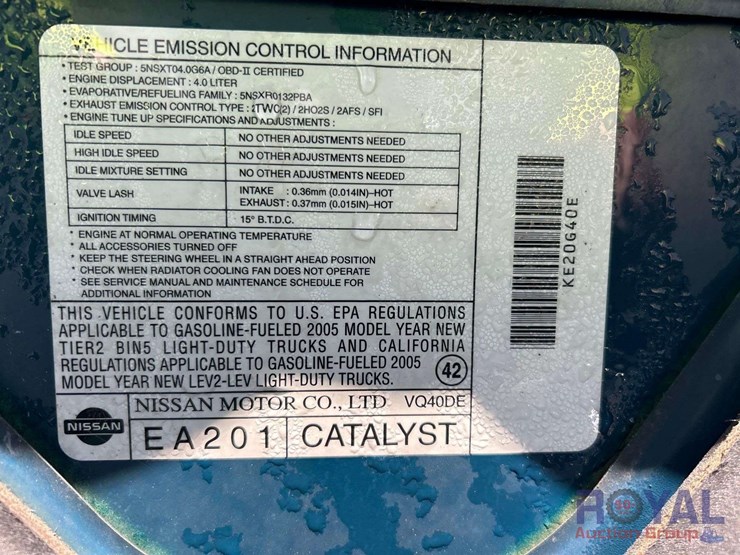 VEHICLE EMISSION CONTROL INFORMATION
• TEST GROUP : 5NSXT04.0G6A / OBD-II CERTIFIED
• ENGINE DISPLACEMENT : 4.0 LITER
• EVAPORATIVE/REFUELING FAMILY : 5NSXR0132PBA
• EXHAUST EMISSION CONTROL TYPE : 2TWC(2) / 2HO2S / 2AFS / SFI
• ENGINE TUNE UP SPECIFICATIONS AND ADJUSTMENTS :
IDLE SPEED NO OTHER ADJUSTMENTS NEEDED
HIGH IDLE SPEED NO OTHER ADJUSTMENTS NEEDED
IDLE MIXTURE SETTING NO OTHER ADJUSTMENTS NEEDED
VALVE LASH INTAKE : 0.36mm (0.014IN)-HOT
EXHAUST : 0.37mm (0.015IN)-HOT
IGNITION TIMING 15° B.T.D.C.
* ENGINE AT NORMAL OPERATING TEMPERATURE
* ALL ACCESSORIES TURNED OFF
* KEEP THE STEERING WHEEL IN A STRAIGHT AHEAD POSITION
* CHECK WHEN RADIATOR COOLING FAN DOES NOT OPERATE
* SEE SERVICE MANUAL AND MAINTENANCE SCHEDULE FOR
ADDITIONAL INFORMATION
THIS VEHICLE CONFORMS TO U.S. EPA REGULATIONS
APPLICABLE TO GASOLINE-FUELED 2005 MODEL YEAR NEW
TIER2 BIN5 LIGHT-DUTY TRUCKS AND CALIFORNIA
REGULATIONS APPLICABLE TO GASOLINE-FUELED 2005
MODEL YEAR NEW LEV2-LEV LIGHT-DUTY TRUCKS.
42
NISSAN
NISSAN MOTOR CO., LTD VQ40DE
EA201 CATALYST
KE20G40E
ROYAL
Auction Group